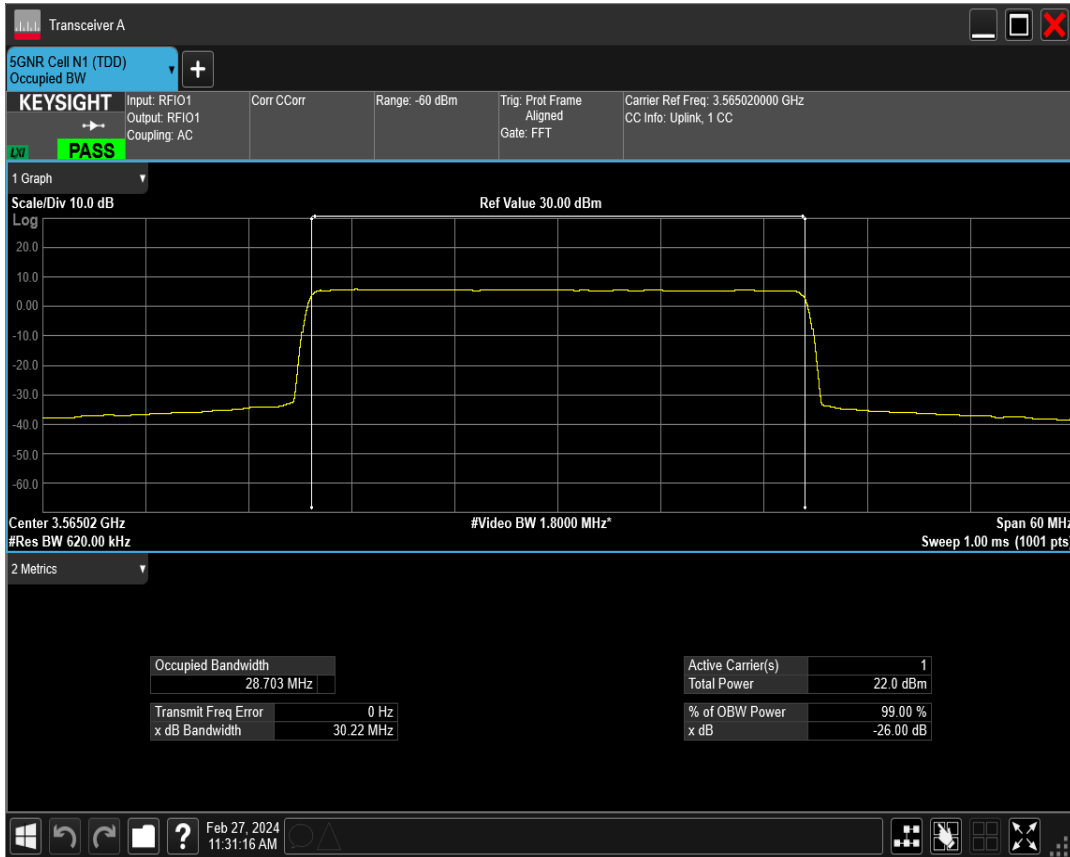 Transceiver A
5GNR Cell N1 (TDD)
Occupied BW
+
KEYSIGHT
LXI
PASS
Input: RFIO1
Output: RFIO1
Coupling: AC
Corr CCorr
Range: -60 dBm
Trig: Prot Frame
Aligned
Gate: FFT
Carrier Ref Freq: 3.565020000 GHz
CC Info: Uplink, 1 CC
1 Graph
Scale/Div 10.0 dB
Ref Value 30.00 dBm
Log
20.0
10.0
0.00
-10.0
-20.0
-30.0
-40.0
-50.0
-60.0
Center 3.56502 GHz
#Video BW 1.8000 MHz*
Span 60 MHz
#Res BW 620.00 kHz
Sweep 1.00 ms (1001 pts)
2 Metrics
Occupied Bandwidth
28.703 MHz
Transmit Freq Error 0 Hz
x dB Bandwidth 30.22 MHz
Active Carrier(s) 1
Total Power 22.0 dBm
% of OBW Power 99.00 %
x dB -26.00 dB
?
Feb 27, 2024
11:31:16 AM